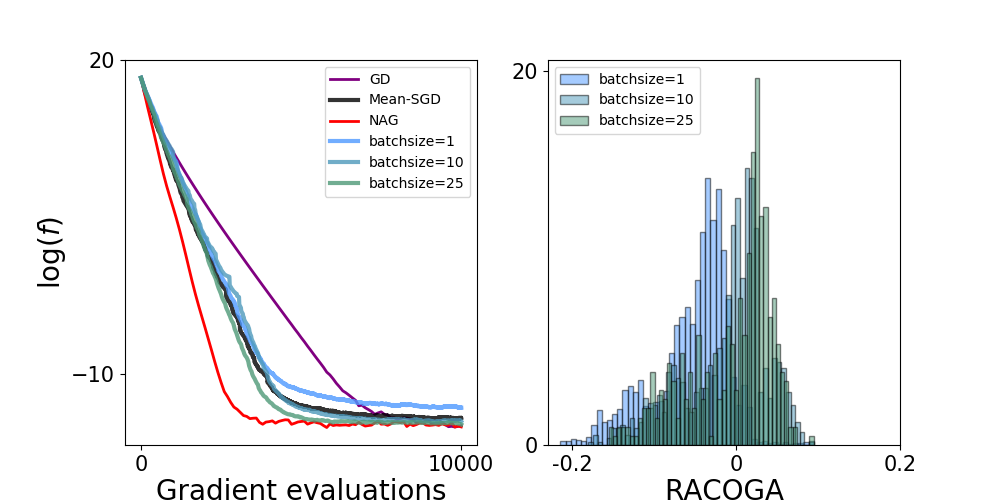 20
−10
log(f)
0
10000
Gradient evaluations
GD
Mean-SGD
NAG
batchsize=1
batchsize=10
batchsize=25
20
0
-0.2
0
0.2
RACOGA
batchsize=1
batchsize=10
batchsize=25